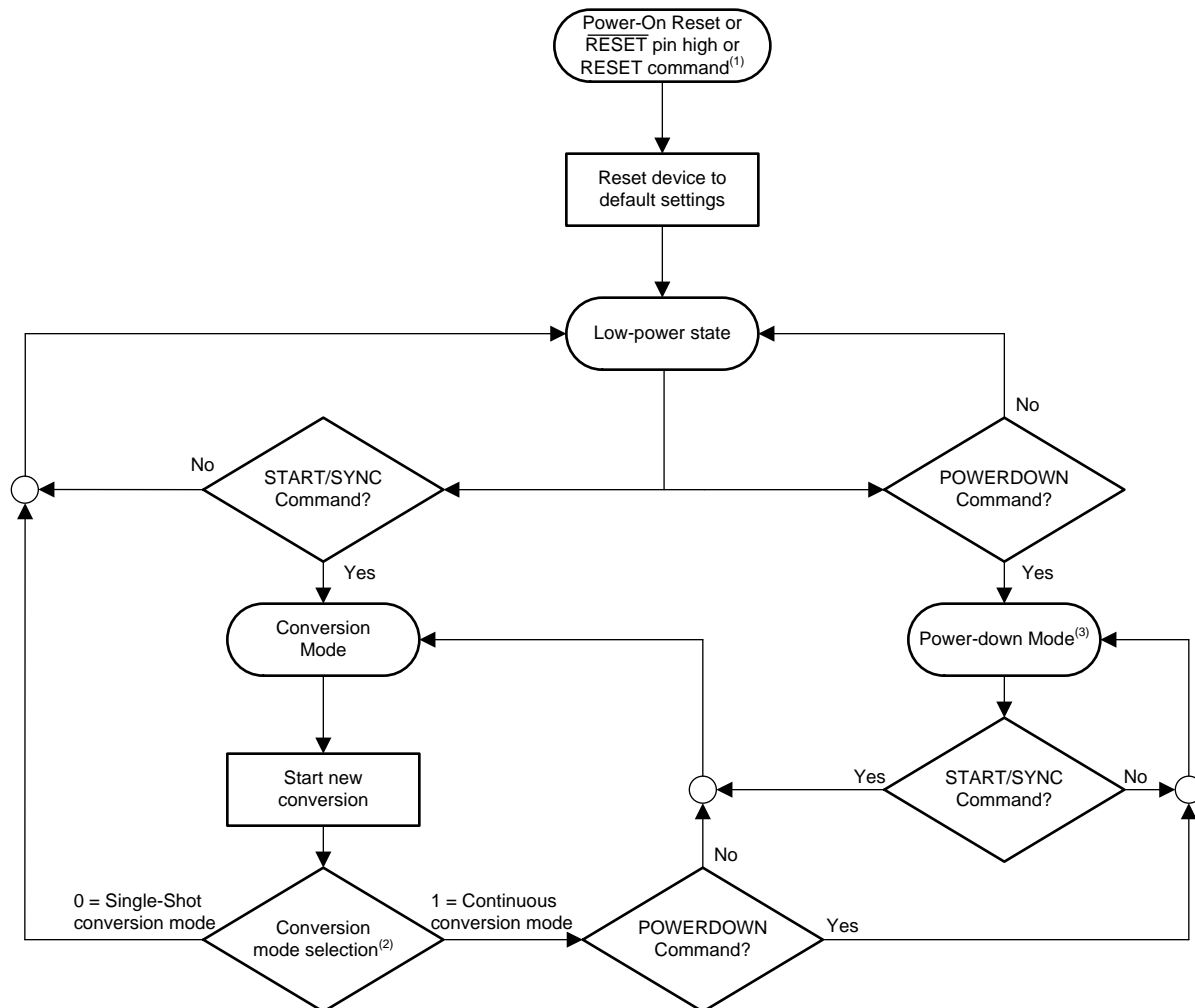 Power-On Reset or
RESET pin high or
RESET command(1)
Reset device to
default settings
Low-power state
No
No
START/SYNC
Command?
POWERDOWN
Command?
Yes
Yes
Conversion
Mode
Power-down Mode(3)
Start new
conversion
Yes
START/SYNC
Command?
No
No
0 = Single-Shot
conversion mode
1 = Continuous
conversion mode
Conversion
mode selection(2)
POWERDOWN
Command?
Yes